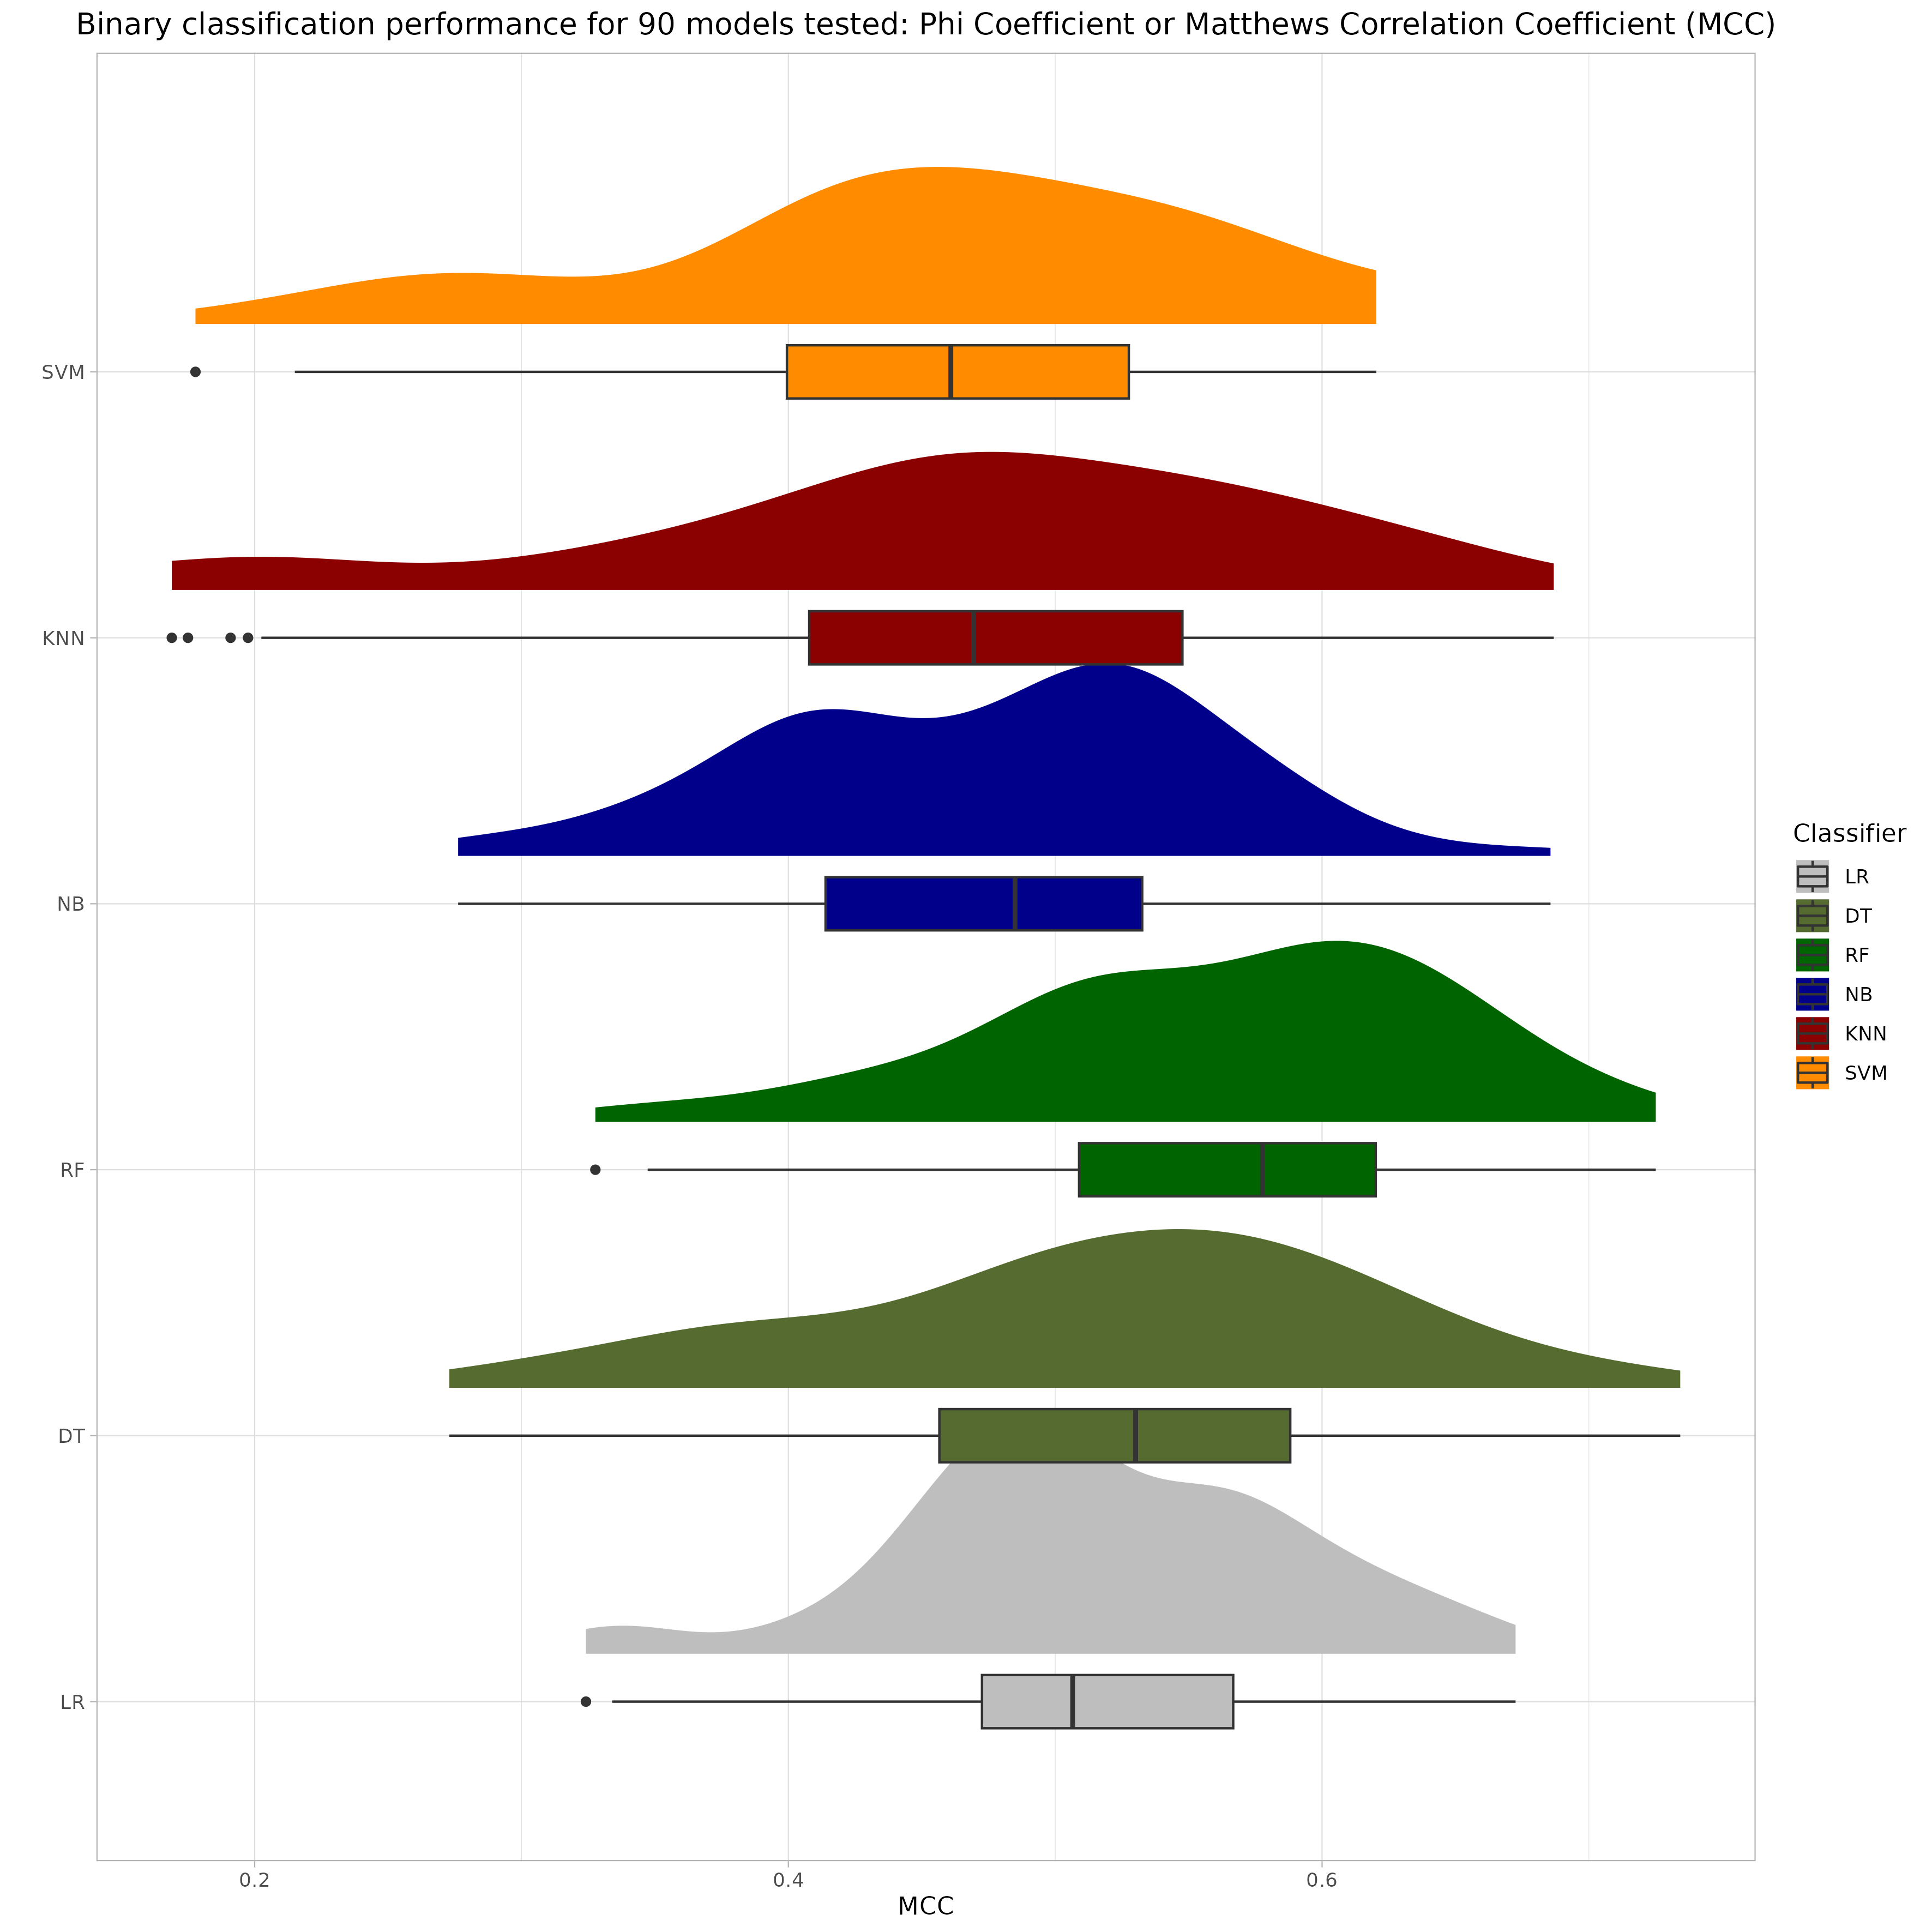 Binary classification performance for 90 models tested: Phi Coefficient or Matthews Correlation Coefficient (MCC)
SVM
KNN
NB
RF
DT
LR
0.2 0.4 0.6
MCC
Classifier
LR
DT
RF
NB
KNN
SVM